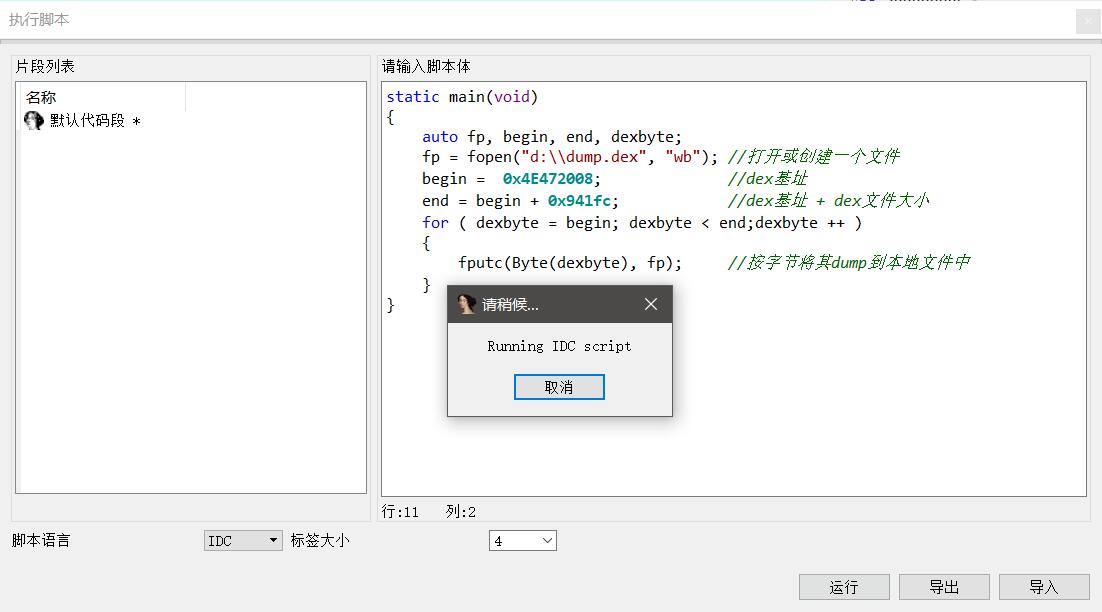 执行脚本
片段列表
名称
默认代码段 *
请输入脚本体
static main(void)
{
    auto fp, begin, end, dexbyte;
    fp = fopen("d:\\dump.dex", "wb"); //打开或创建一个文件
    begin =  0x4E472008;              //dex基址
    end = begin + 0x941fc;            //dex基址 + dex文件大小
    for ( dexbyte = begin; dexbyte < end;dexbyte ++ )
    {
        fputc(Byte(dexbyte), fp);     //按字节将其dump到本地文件中
    }
}
请稍候...
Running IDC script
取消
行:11 列:2
脚本语言 IDC 标签大小 4
运行 导出 导入